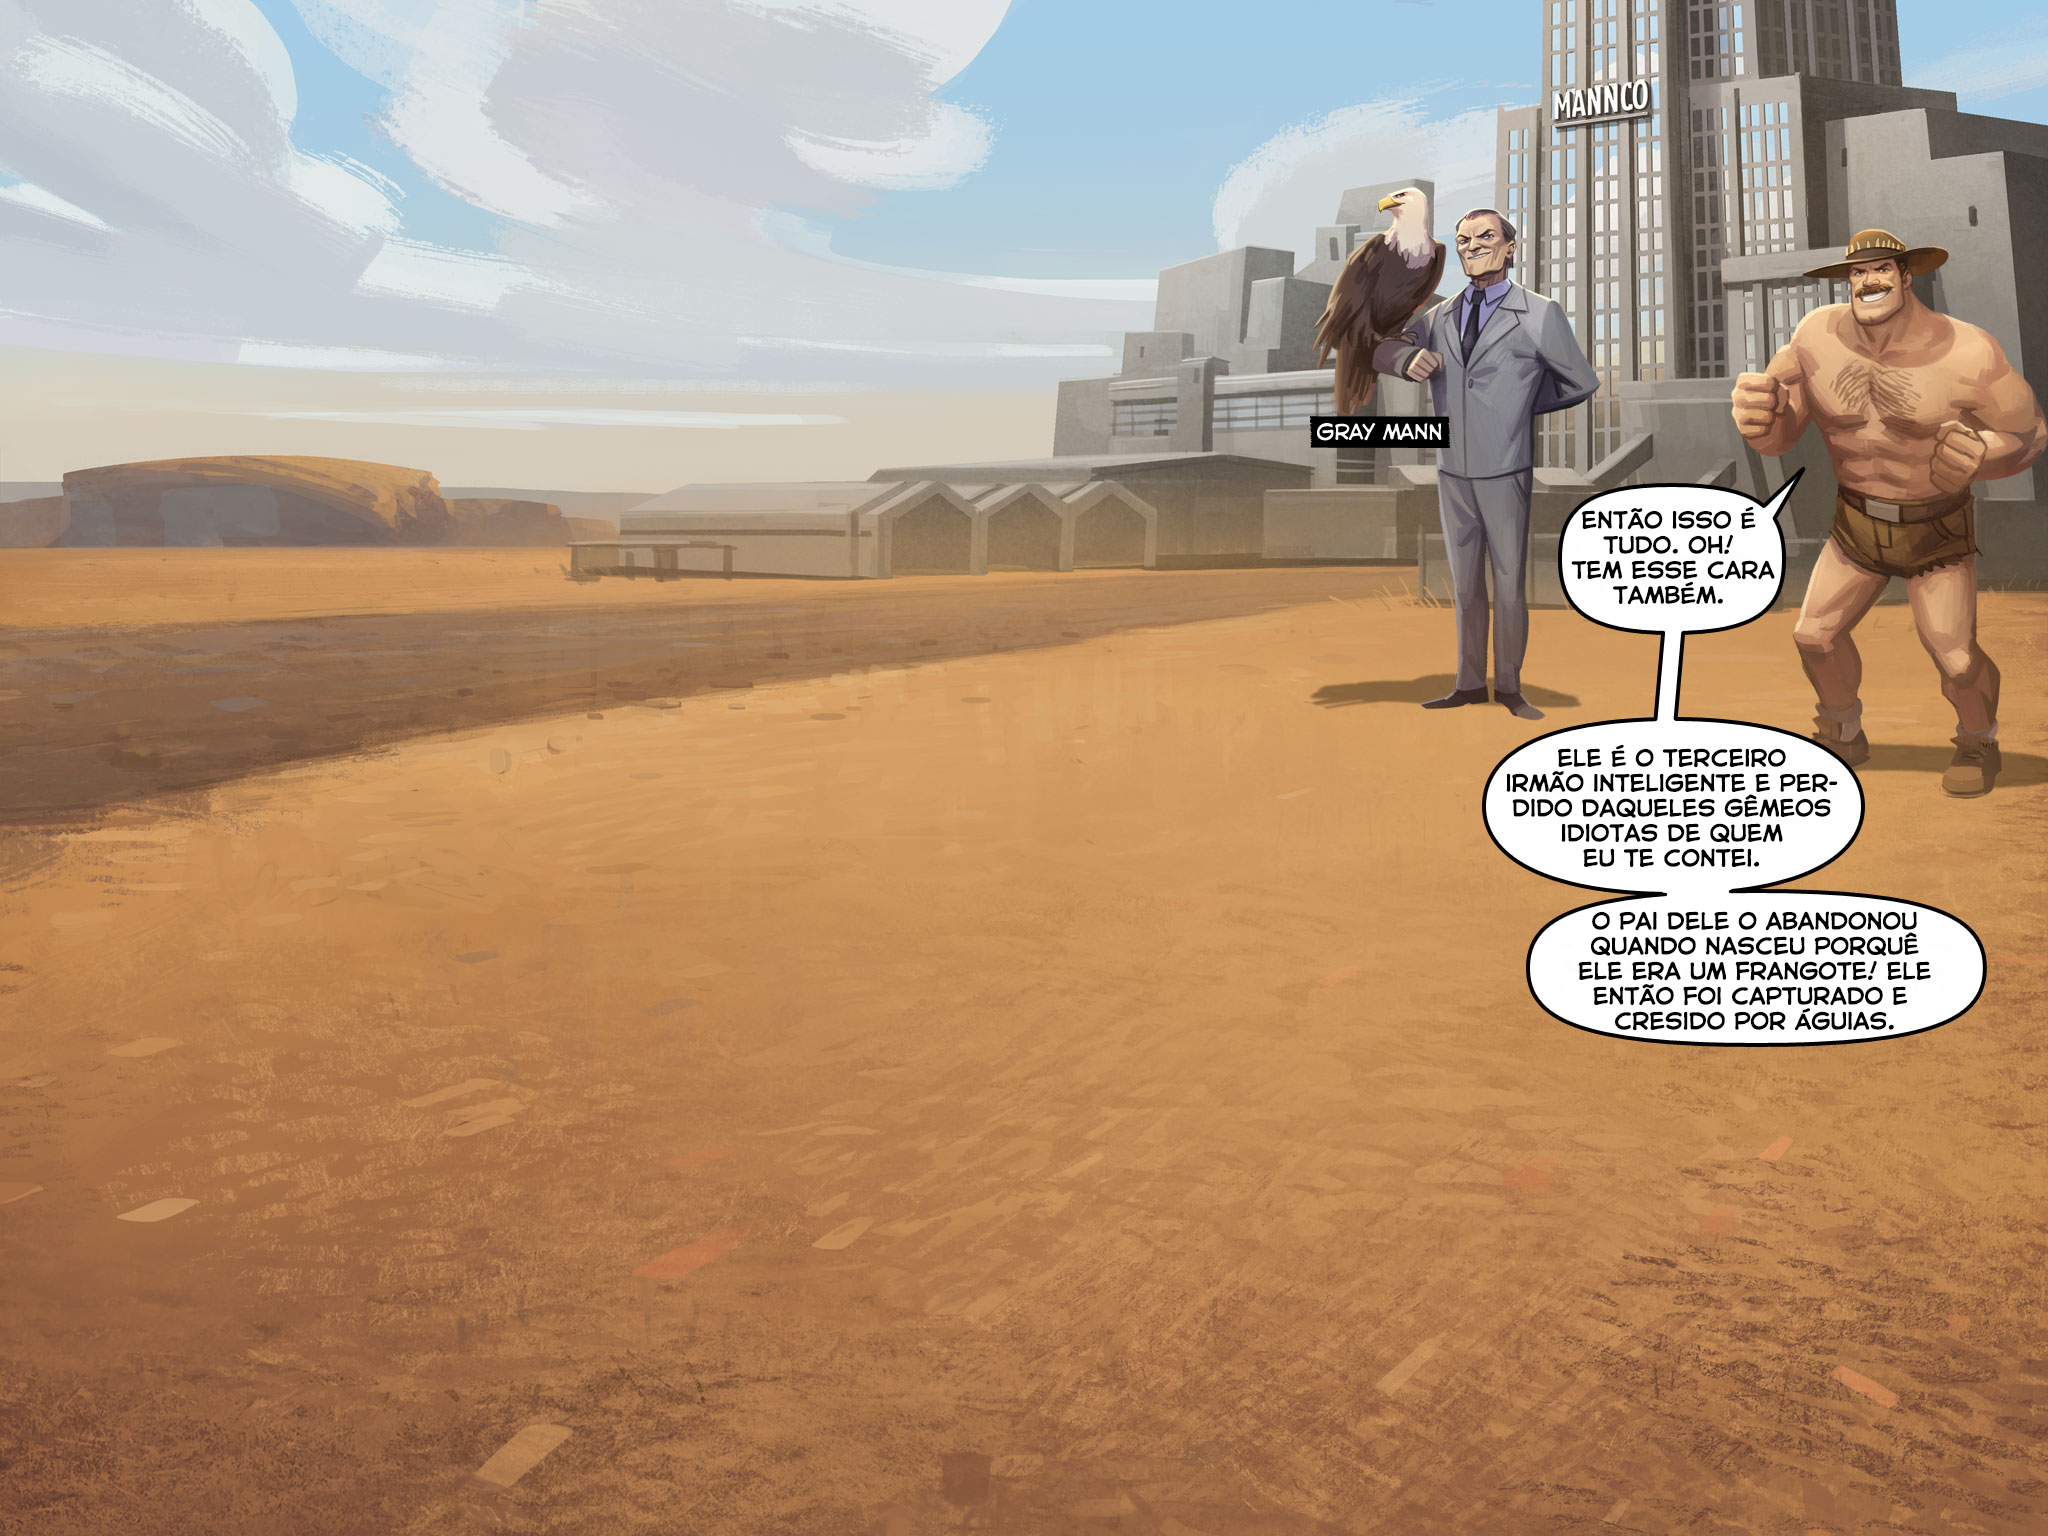 MANNCO
GRAY MANN
ENTÃO ISSO É
TUDO. OH!
TEM ESSE CARA
TAMBÉM.
ELE É O TERCEIRO
IRMÃO INTELIGENTE E PER-
DIDO DAQUELES GÊMEOS
IDIOTAS DE QUEM
EU TE CONTEI.
O PAI DELE O ABANDONOU
QUANDO NASCEU PORQUÊ
ELE ERA UM FRANGOTE! ELE
ENTÃO FOI CAPTURADO E
CRESIDO POR ÁGUIAS.